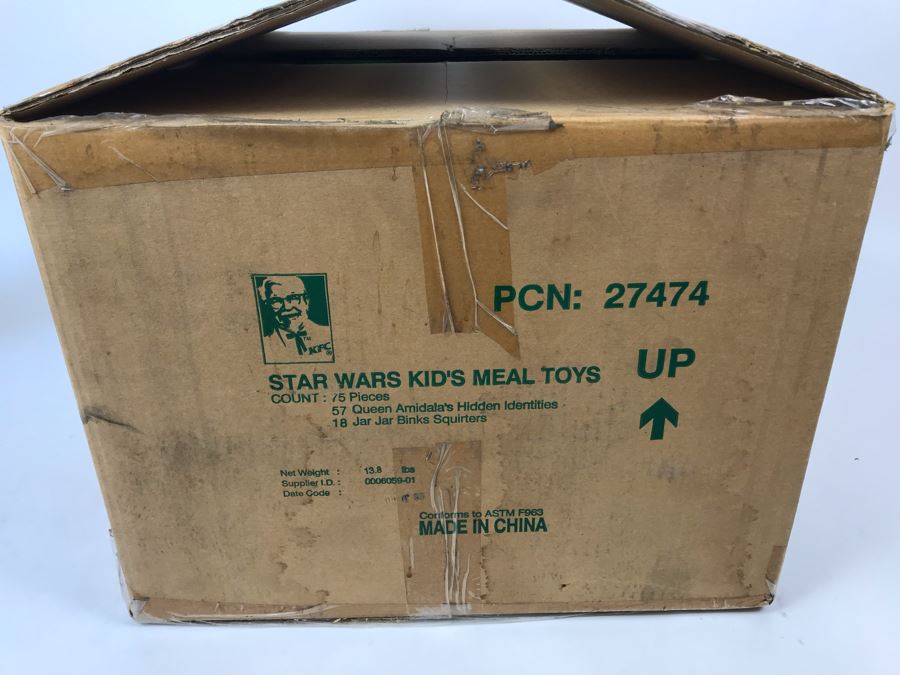 PCN: 27474
TM
KFC®
UP
STAR WARS KID'S MEAL TOYS
COUNT : 75 Pieces
57 Queen Amidala's Hidden Identities
18 Jar Jar Binks Squirters
Net Weight : 13.8 lbs
Supplier I.D. : 0006059-01
Date Code :
Conforms to ASTM F963
MADE IN CHINA